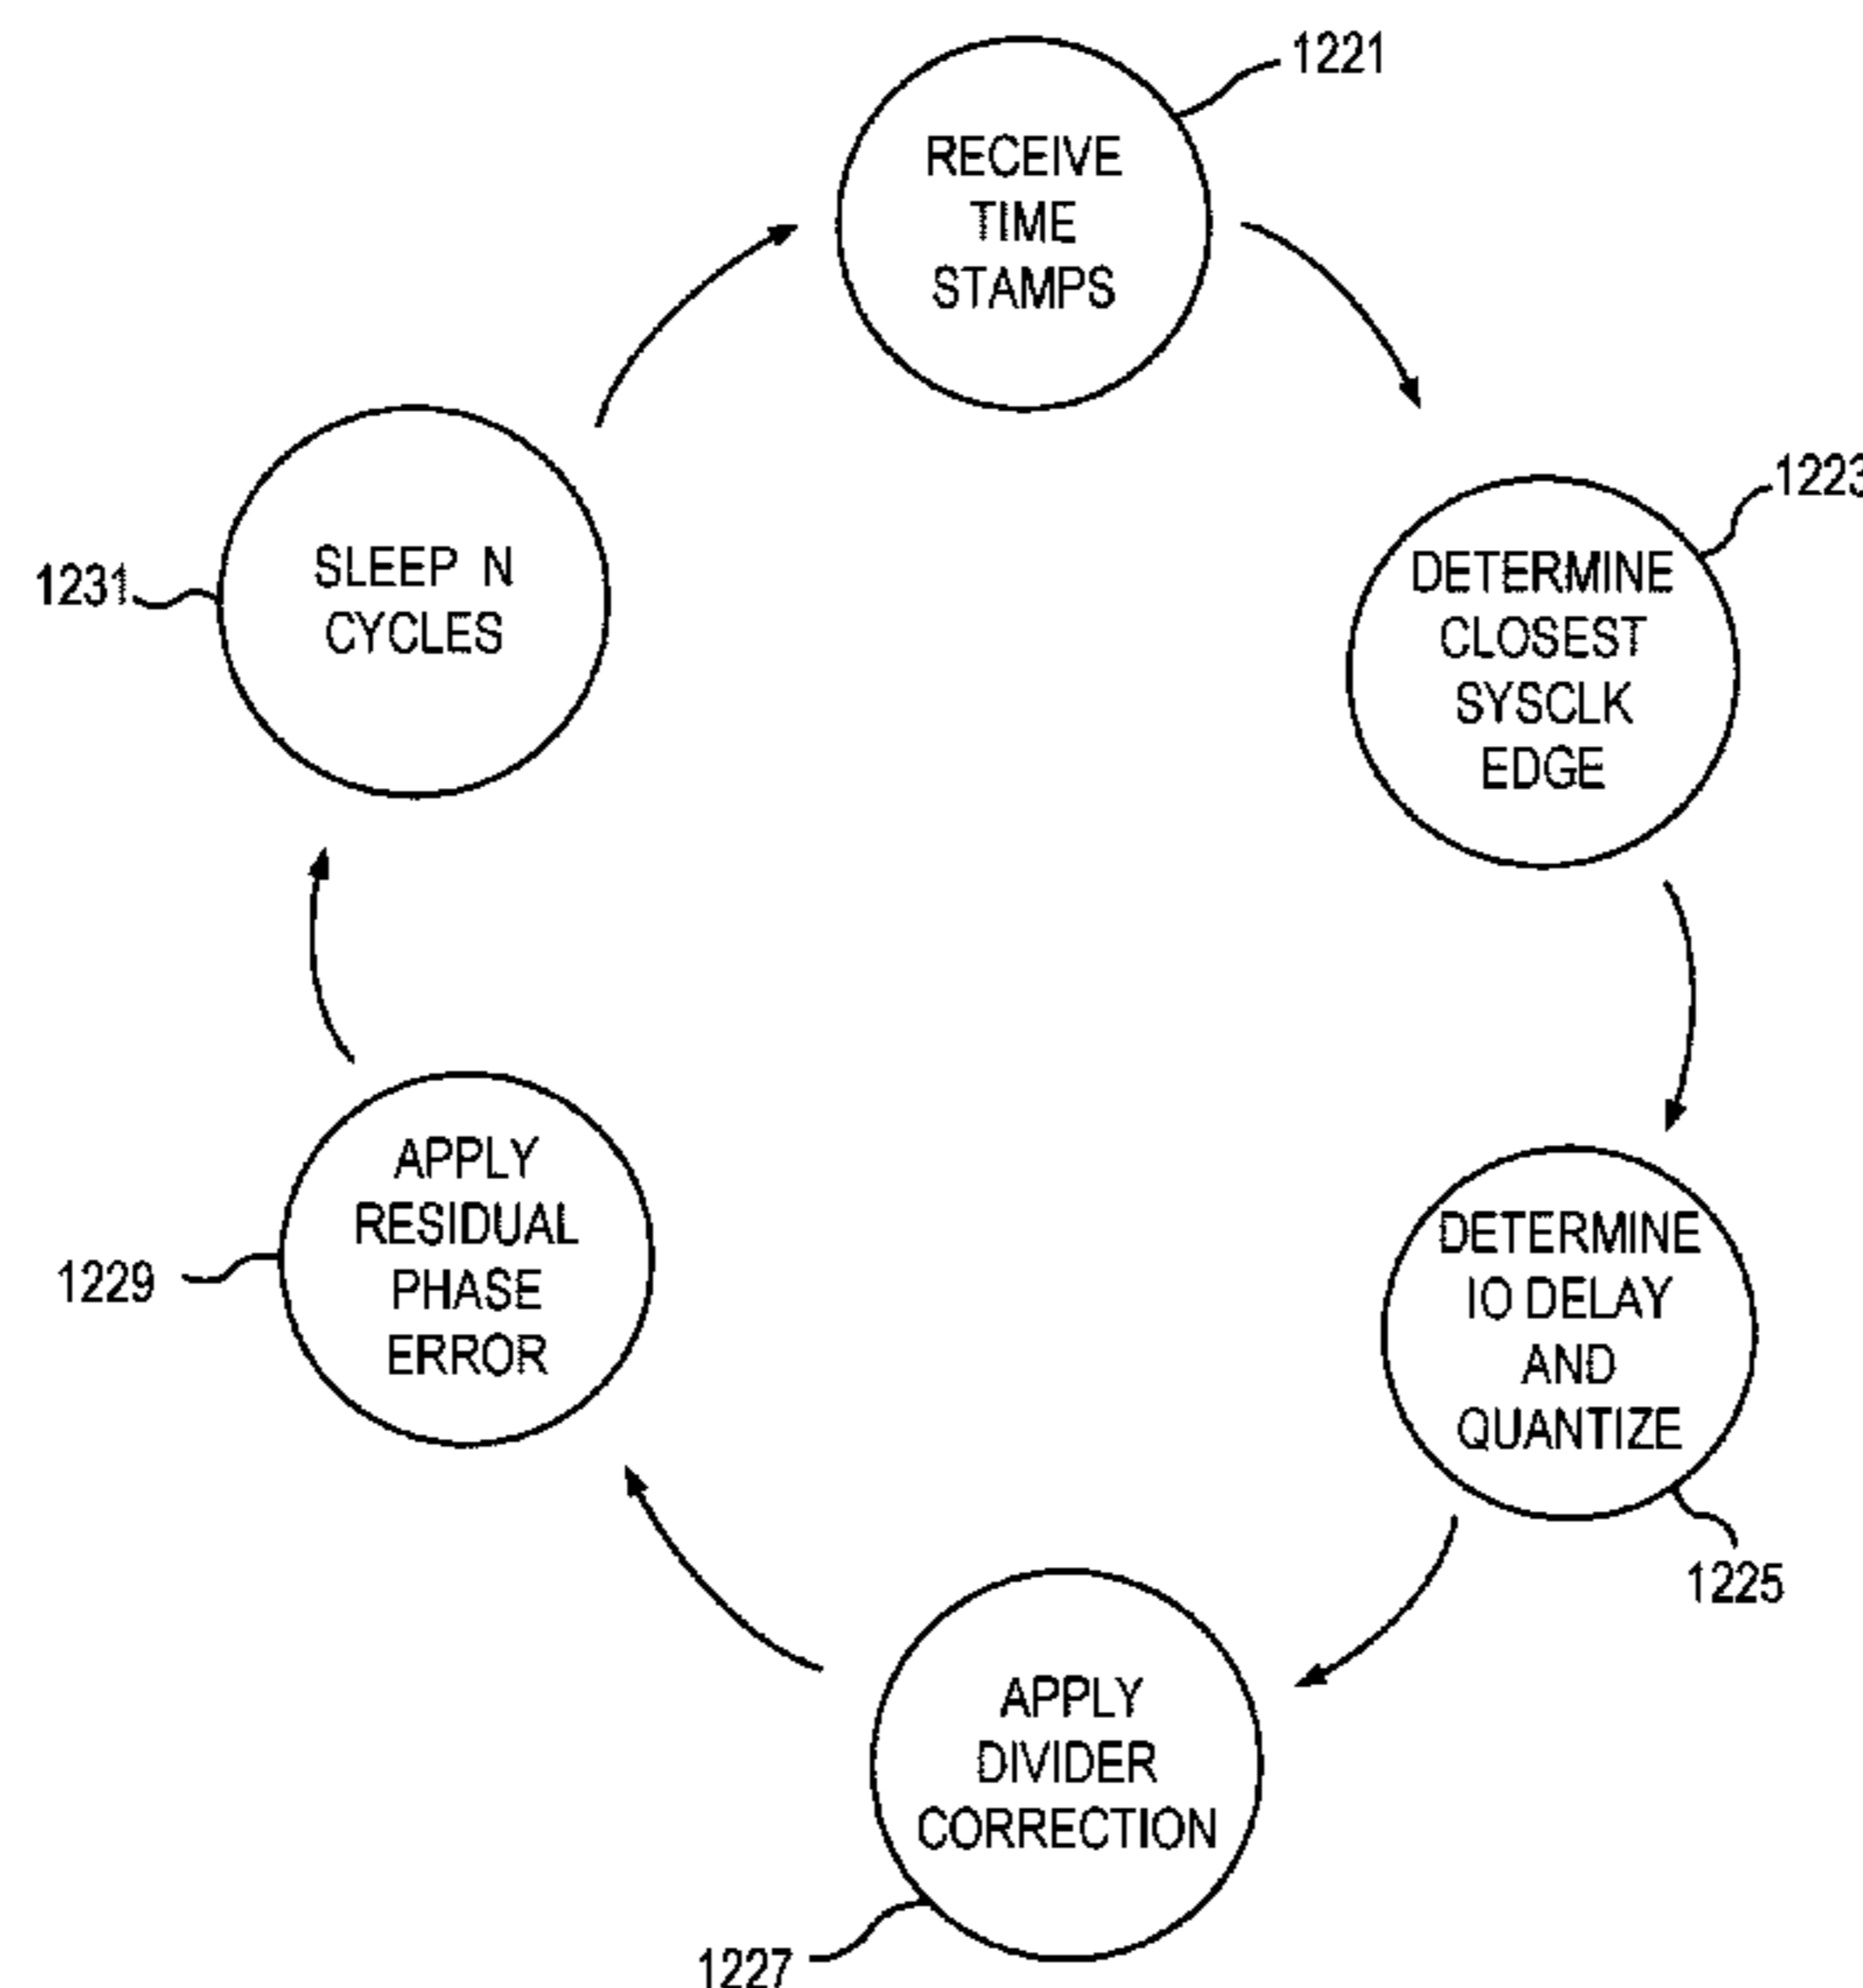 1221
RECEIVE
TIME
STAMPS
1223
DETERMINE
CLOSEST
SYSCLK
EDGE
DETERMINE
IO DELAY
AND
QUANTIZE
1225
APPLY
DIVIDER
CORRECTION
1227
APPLY
RESIDUAL
PHASE
ERROR
1229
SLEEP N
CYCLES
1231